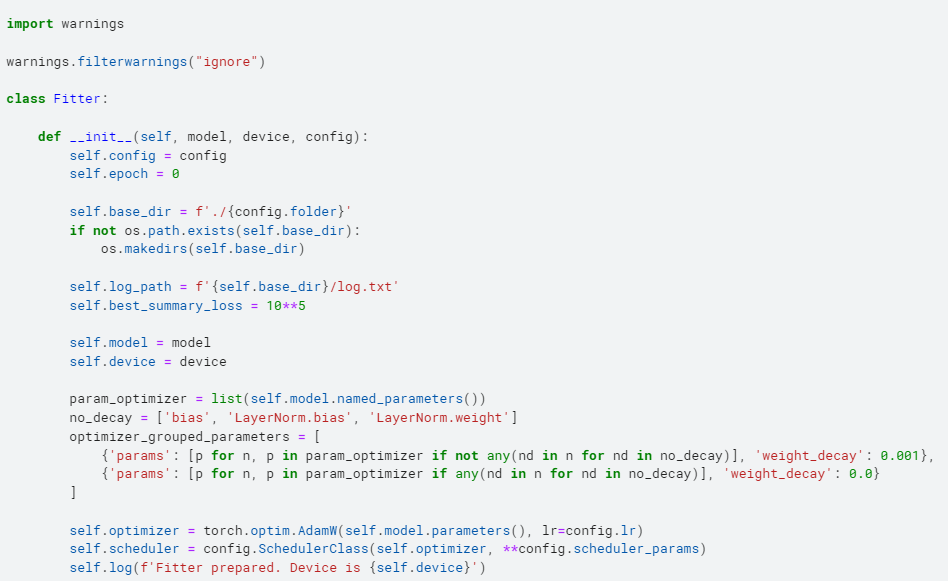 import warnings
warnings.filterwarnings("ignore")
class Fitter:
    def __init__(self, model, device, config):
        self.config = config
        self.epoch = 0
        self.base_dir = f'./{config.folder}'
        if not os.path.exists(self.base_dir):
            os.makedirs(self.base_dir)
        self.log_path = f'{self.base_dir}/log.txt'
        self.best_summary_loss = 10**5
        self.model = model
        self.device = device
        param_optimizer = list(self.model.named_parameters())
        no_decay = ['bias', 'LayerNorm.bias', 'LayerNorm.weight']
        optimizer_grouped_parameters = [
            {'params': [p for n, p in param_optimizer if not any(nd in n for nd in no_decay)], 'weight_decay': 0.001},
            {'params': [p for n, p in param_optimizer if any(nd in n for nd in no_decay)], 'weight_decay': 0.0}
        ]
        self.optimizer = torch.optim.AdamW(self.model.parameters(), lr=config.lr)
        self.scheduler = config.SchedulerClass(self.optimizer, **config.scheduler_params)
        self.log(f'Fitter prepared. Device is {self.device}')